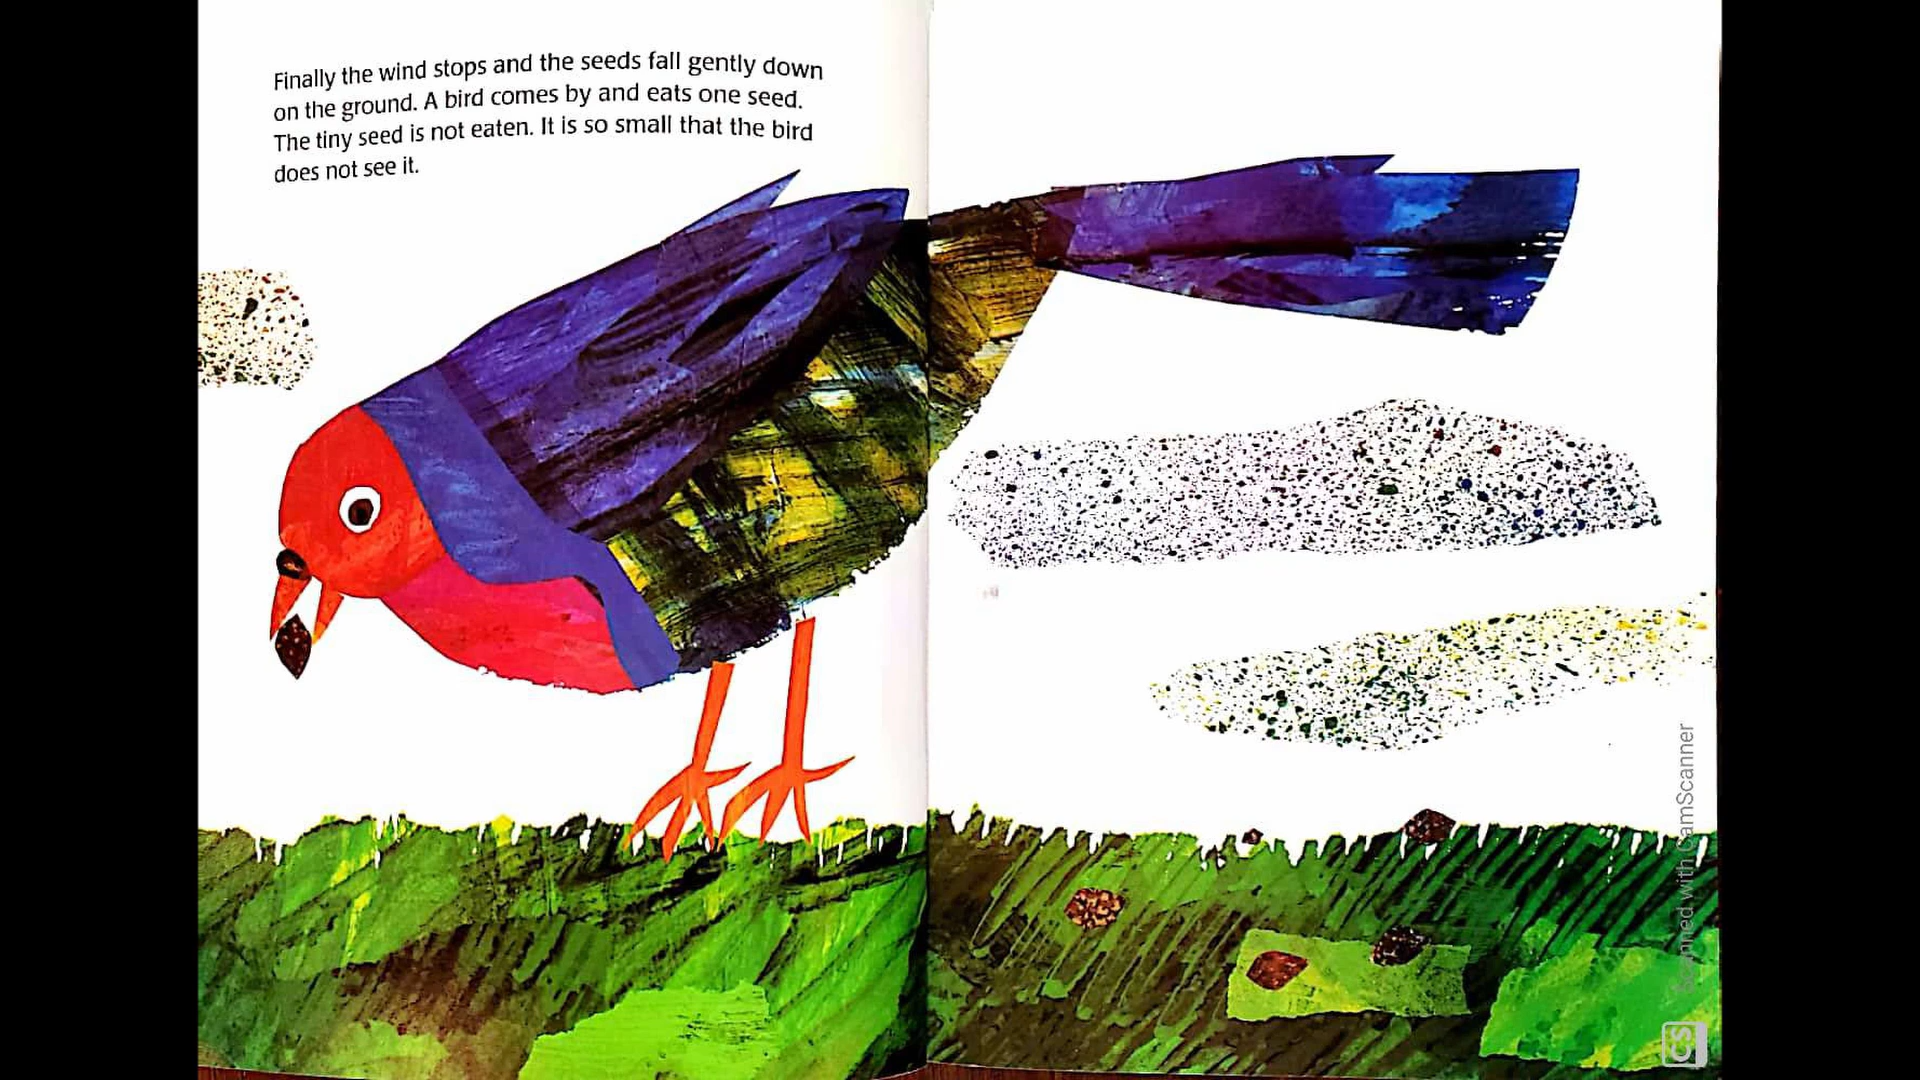 Finally the wind stops and the seeds fall gently down
on the ground. A bird comes by and eats one seed.
The tiny seed is not eaten. It is so small that the bird
does not see it.
Scanned with CamScanner
CS